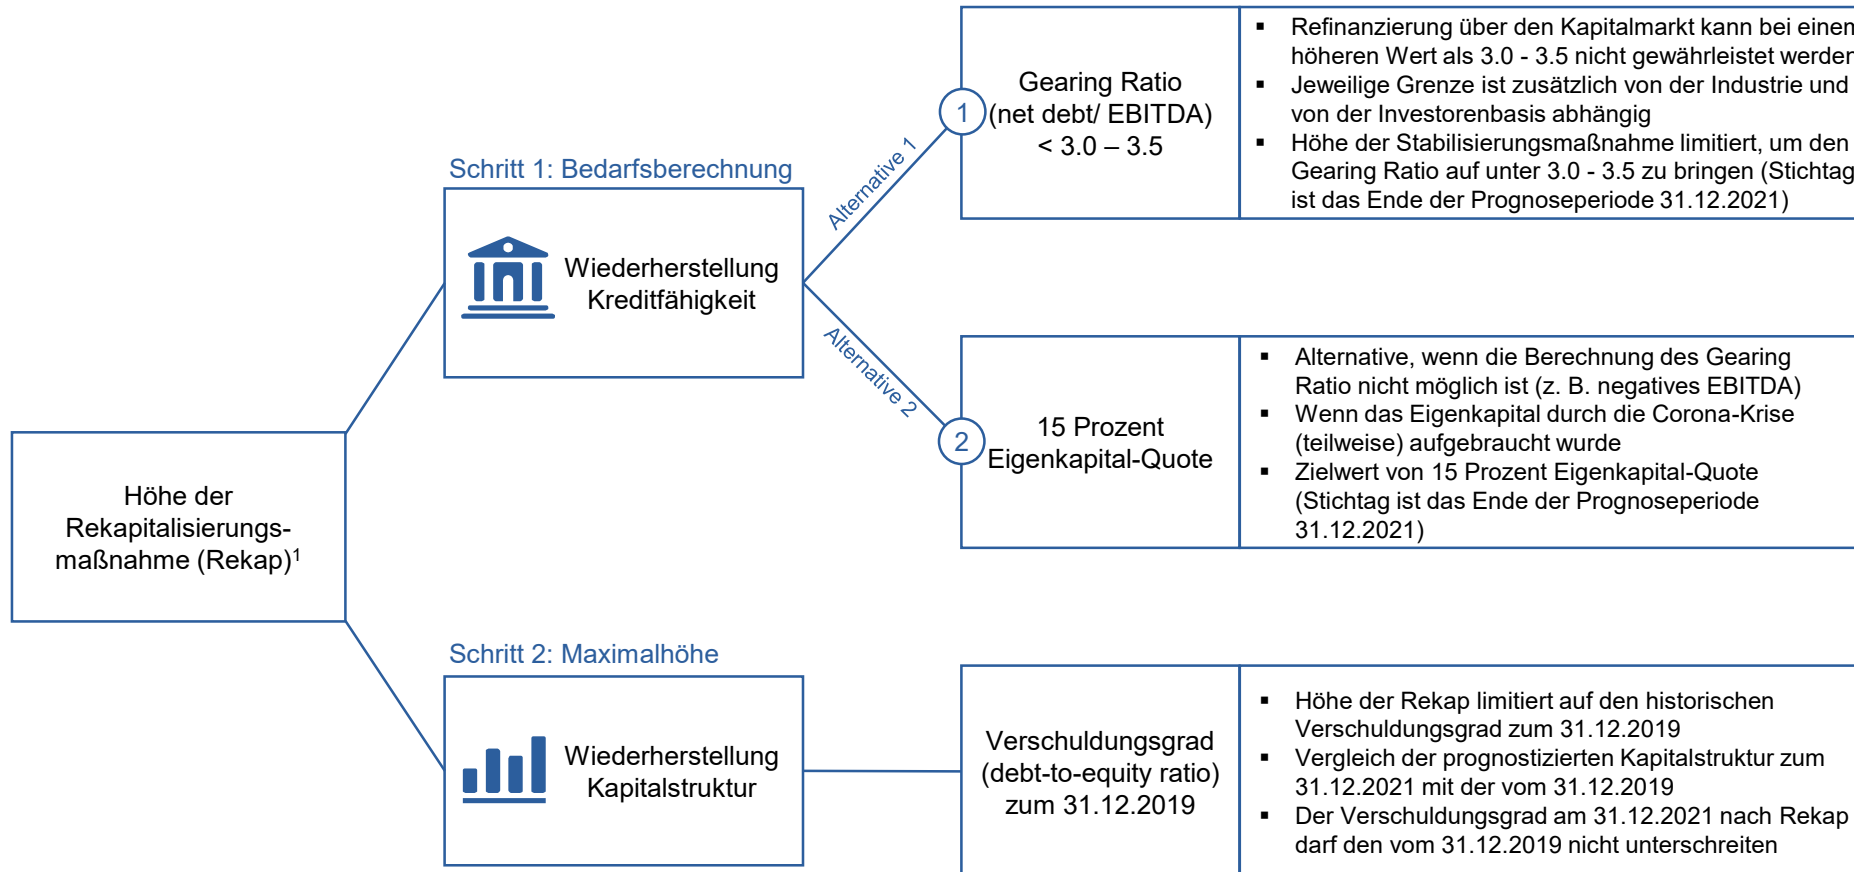 Höhe der
Rekapitalisierungs-
maßnahme (Rekap)¹
Schritt 1: Bedarfsberechnung
Wiederherstellung
Kreditfähigkeit
Alternative 1
1
Gearing Ratio
(net debt/ EBITDA)
< 3.0 – 3.5
▪ Refinanzierung über den Kapitalmarkt kann bei einem
höheren Wert als 3.0 - 3.5 nicht gewährleistet werden
▪ Jeweilige Grenze ist zusätzlich von der Industrie und
von der Investorenbasis abhängig
▪ Höhe der Stabilisierungsmaßnahme limitiert, um den
Gearing Ratio auf unter 3.0 - 3.5 zu bringen (Stichtag
ist das Ende der Prognoseperiode 31.12.2021)
Alternative 2
2
15 Prozent
Eigenkapital-Quote
▪ Alternative, wenn die Berechnung des Gearing
Ratio nicht möglich ist (z. B. negatives EBITDA)
▪ Wenn das Eigenkapital durch die Corona-Krise
(teilweise) aufgebraucht wurde
▪ Zielwert von 15 Prozent Eigenkapital-Quote
(Stichtag ist das Ende der Prognoseperiode
31.12.2021)
Schritt 2: Maximalhöhe
Wiederherstellung
Kapitalstruktur
Verschuldungsgrad
(debt-to-equity ratio)
zum 31.12.2019
▪ Höhe der Rekap limitiert auf den historischen
Verschuldungsgrad zum 31.12.2019
▪ Vergleich der prognostizierten Kapitalstruktur zum
31.12.2021 mit der vom 31.12.2019
▪ Der Verschuldungsgrad am 31.12.2021 nach Rekap
darf den vom 31.12.2019 nicht unterschreiten